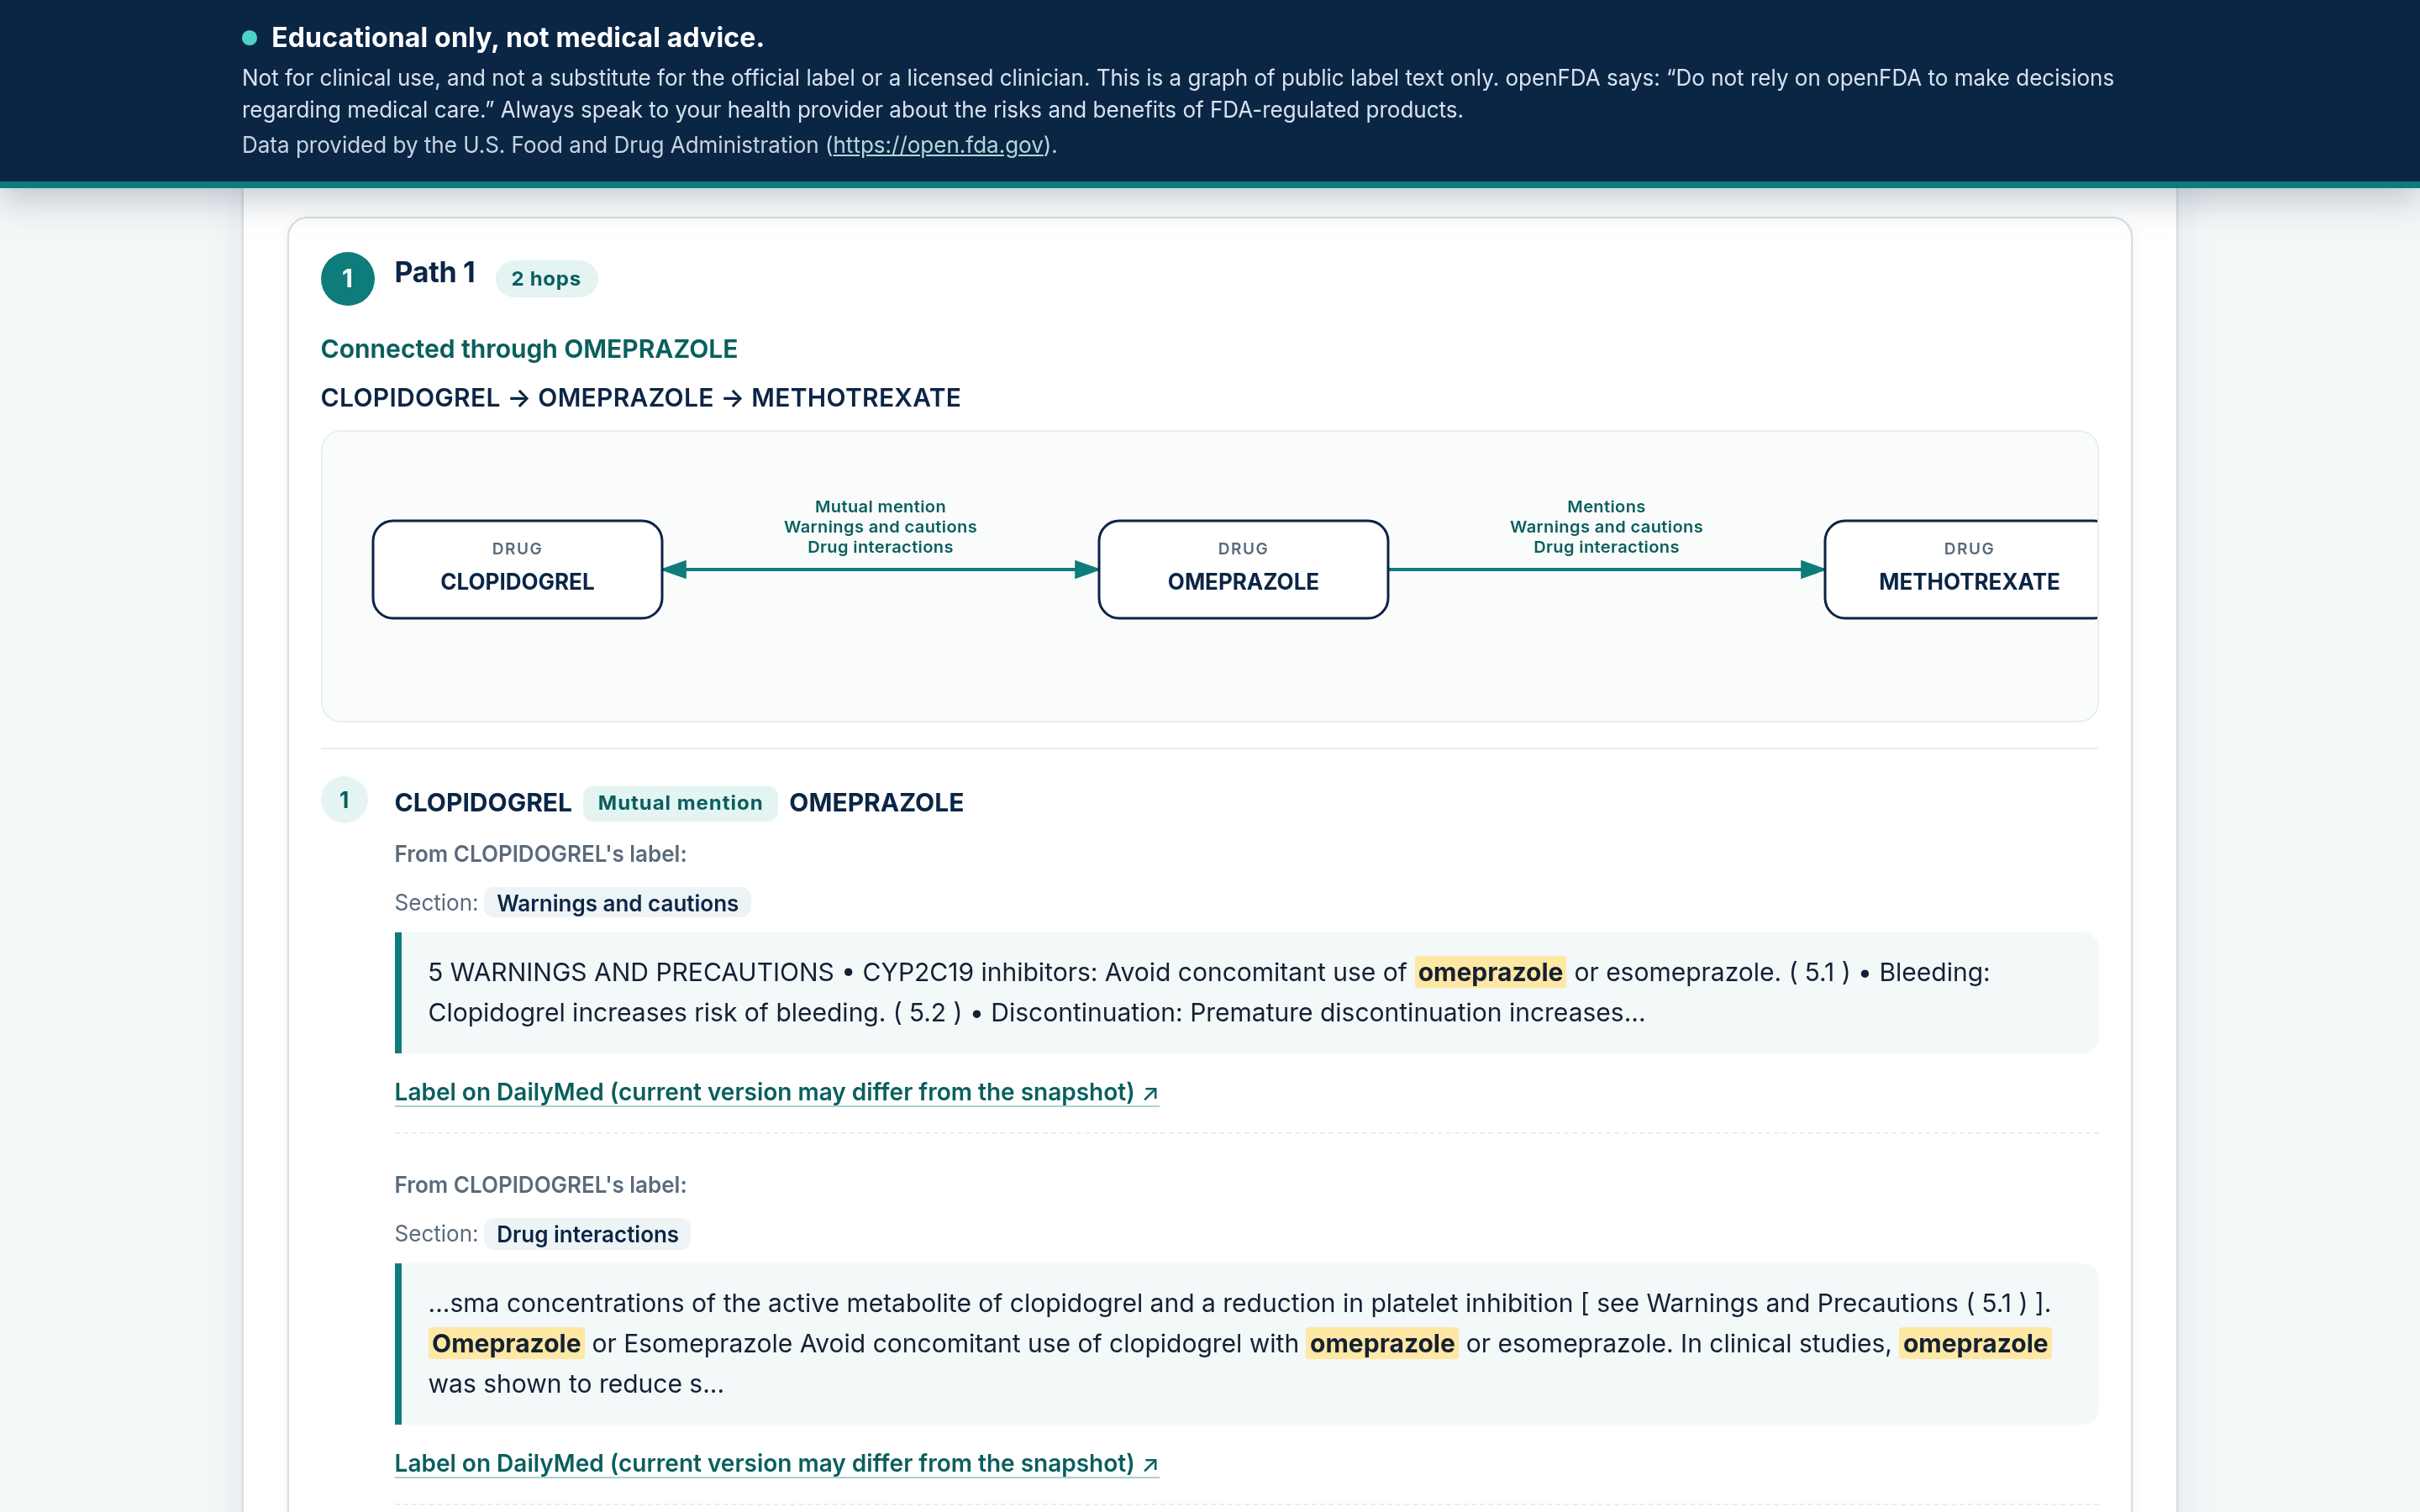 Educational only, not medical advice.
Not for clinical use, and not a substitute for the official label or a licensed clinician. This is a graph of public label text only. openFDA says: “Do not rely on openFDA to make decisions
regarding medical care.” Always speak to your health provider about the risks and benefits of FDA-regulated products.
Data provided by the U.S. Food and Drug Administration (https://open.fda.gov).
1 Path 1 2 hops
Connected through OMEPRAZOLE
CLOPIDOGREL → OMEPRAZOLE → METHOTREXATE
Mutual mention
Warnings and cautions
Drug interactions
Mentions
Warnings and cautions
Drug interactions
DRUG
CLOPIDOGREL
DRUG
OMEPRAZOLE
DRUG
METHOTREXATE
1 CLOPIDOGREL Mutual mention OMEPRAZOLE
From CLOPIDOGREL's label:
Section: Warnings and cautions
5 WARNINGS AND PRECAUTIONS • CYP2C19 inhibitors: Avoid concomitant use of omeprazole or esomeprazole. ( 5.1 ) • Bleeding:
Clopidogrel increases risk of bleeding. ( 5.2 ) • Discontinuation: Premature discontinuation increases…
Label on DailyMed (current version may differ from the snapshot) ↗
From CLOPIDOGREL's label:
Section: Drug interactions
…sma concentrations of the active metabolite of clopidogrel and a reduction in platelet inhibition [ see Warnings and Precautions ( 5.1 ) ].
Omeprazole or Esomeprazole Avoid concomitant use of clopidogrel with omeprazole or esomeprazole. In clinical studies, omeprazole
was shown to reduce s…
Label on DailyMed (current version may differ from the snapshot) ↗